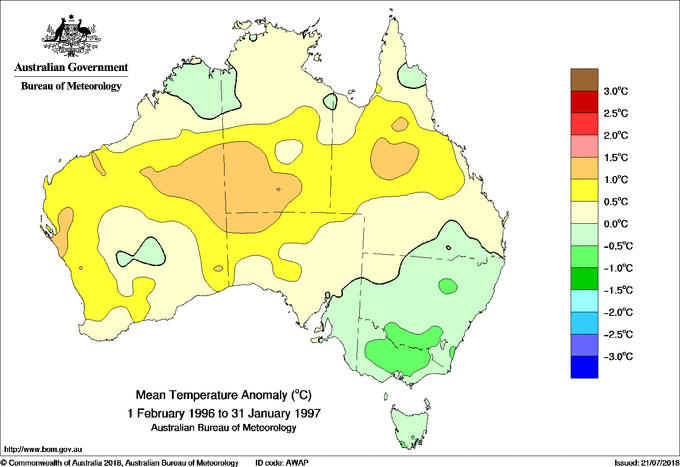 Australian Government
Bureau of Meteorology
3.0°C
2.5°C
2.0°C
1.5°C
1.0°C
0.5°C
0.0°C
-0.5°C
-1.0°C
-1.5°C
-2.0°C
-2.5°C
-3.0°C
Mean Temperature Anomaly (°C)
1 February 1996 to 31 January 1997
Australian Bureau of Meteorology
http://www.bom.gov.au
© Commonwealth of Australia 2018, Australian Bureau of Meteorology ID code: AWAP Issued: 21/07/2018